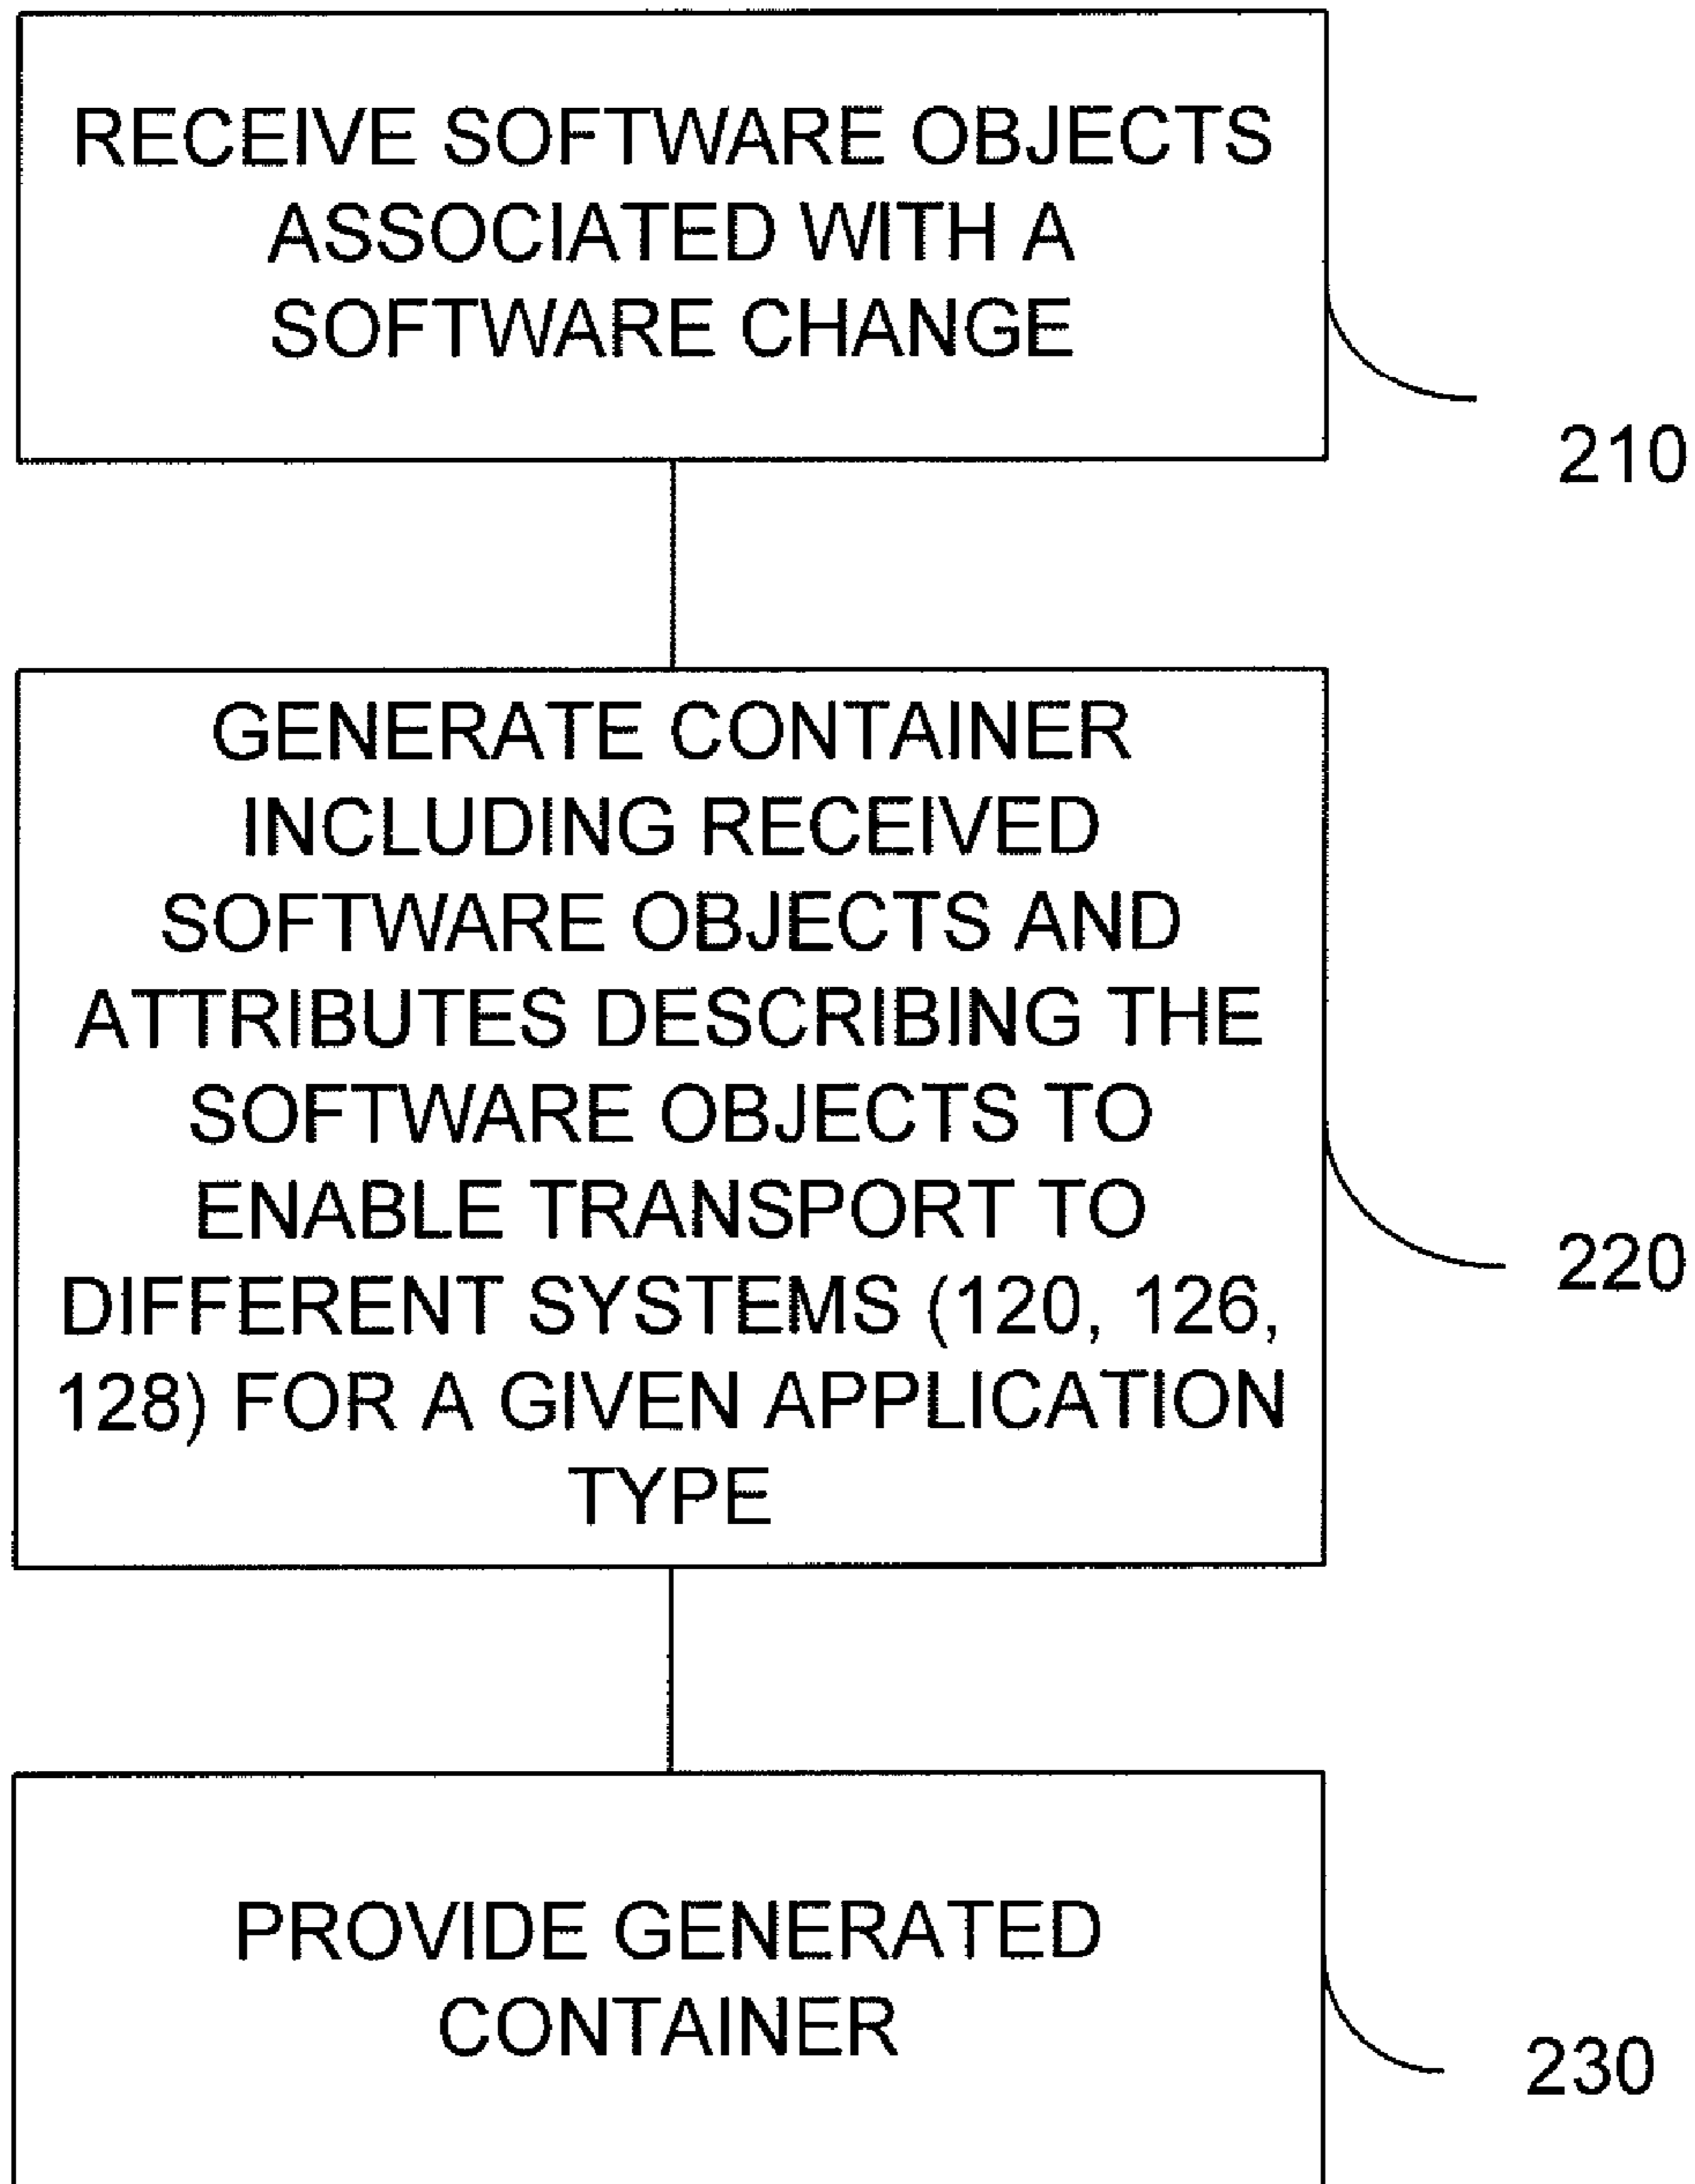 RECEIVE SOFTWARE OBJECTS
ASSOCIATED WITH A
SOFTWARE CHANGE
210
GENERATE CONTAINER
INCLUDING RECEIVED
SOFTWARE OBJECTS AND
ATTRIBUTES DESCRIBING THE
SOFTWARE OBJECTS TO
ENABLE TRANSPORT TO
DIFFERENT SYSTEMS (120, 126,
128) FOR A GIVEN APPLICATION
TYPE
220
PROVIDE GENERATED
CONTAINER
230